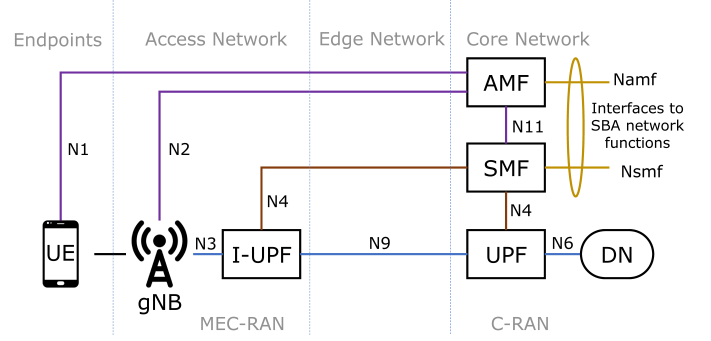 Endpoints
Access Network
Edge Network
Core Network
AMF
Namf
N1
N2
N11
Interfaces to
SBA network
functions
SMF
Nsmf
N4
N4
UE
gNB
N3
I-UPF
N9
UPF
N6
DN
MEC-RAN
C-RAN